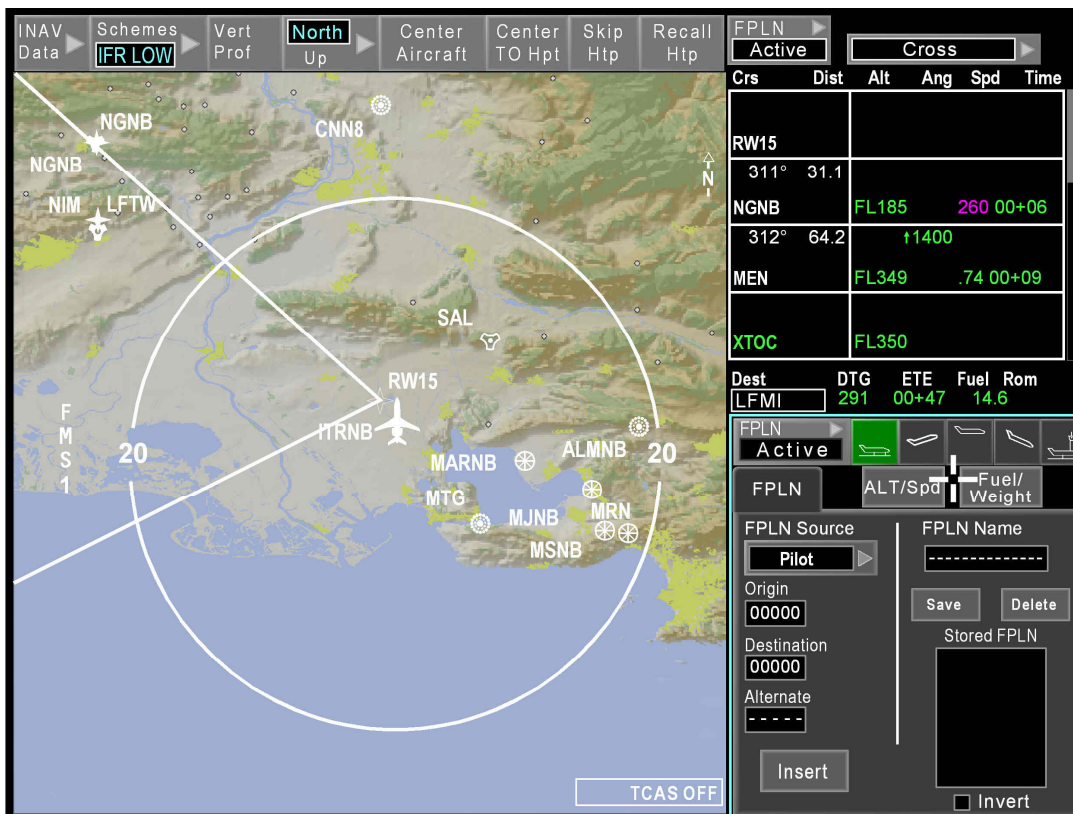 INAV
Data
Schemes
IFR LOW
Vert
Prof
North
Up
Center
Aircraft
Center
TO Hpt
Skip
Htp
Recall
Htp
NGNB
CNN8
NGNB
N
NIM LFTW
SAL
RW15
F
M
S
1
ITRNB
20
MARNB
ALMNB
20
MTG
MJNB
MRN
MSNB
TCAS OFF
FPLN
Active
Cross
Crs Dist Alt Ang Spd Time
RW15
311° 31.1
NGNB FL185 260 00+06
312° 64.2 ↑1400
MEN FL349 .74 00+09
XTOC FL350
Dest DTG ETE Fuel Rom
LFMI 291 00+47 14.6
FPLN
Active
FPLN
ALT/Spd
Fuel/
Weight
FPLN Source
Pilot
Origin
00000
Destination
00000
Alternate
-----
Insert
FPLN Name
--------------
Save Delete
Stored FPLN
Invert